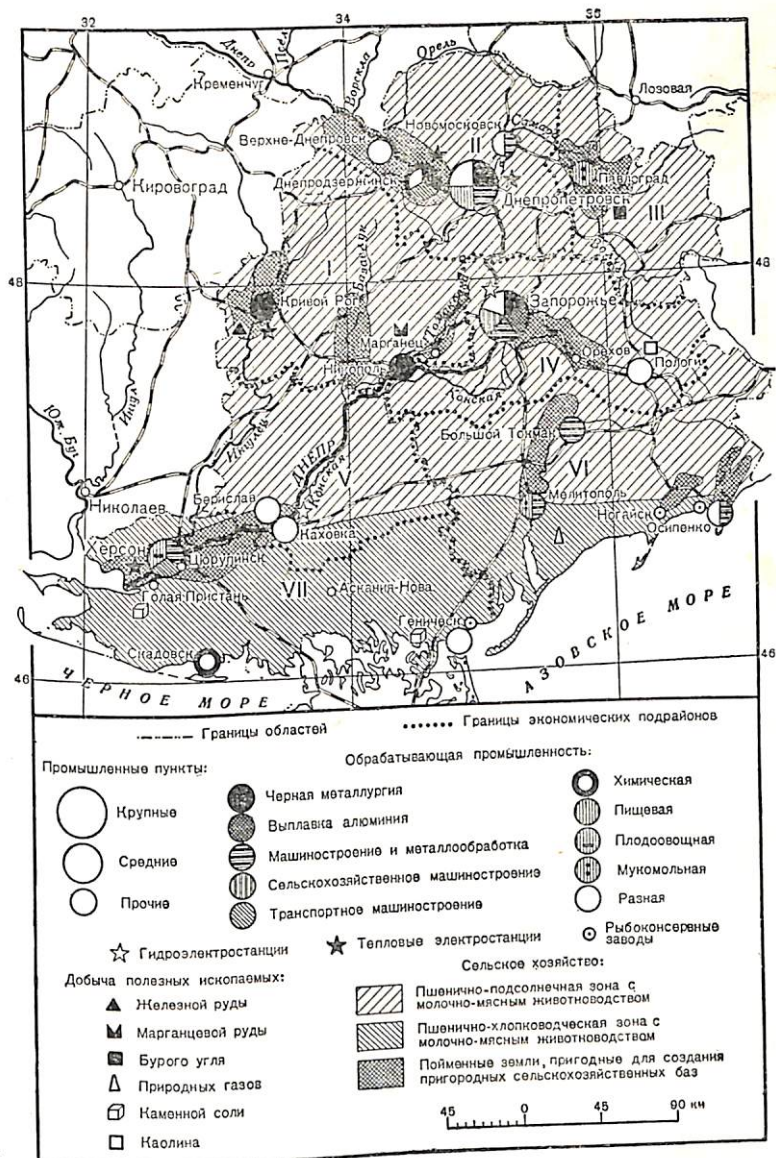 32
34
36
Днепр
Псел
Ворскла
Орель
Кременчуг
Лозовая
Новомосковск
Самара
Верхне-Днепровск
II
Павлоград
Кировоград
Днепродзержинск
Днепропетровск
III
48
48
I
Базавлук
Кривой Рог
Запорожье
Марганец
Томаковка
Орехов
Никополь
Пологи
Конская
IV
Ингул
Ингулец
Большой Токмак
Юж. Буг
ДНЕПР
Конская
V
VI
Николаев
Берислав
Мелитополь
Ногайск
Осипенко
Каховка
Херсон
Цюрупинск
VII
Аскания-Нова
Голая Пристань
Геническ
Скадовск
46
46
ЧЕРНОЕ МОРЕ
АЗОВСКОЕ МОРЕ
Границы областей
Границы экономических подрайонов
Промышленные пункты:
Обрабатывающая промышленность:
Крупные
Средние
Прочие
Черная металлургия
Выплавка алюминия
Машиностроение и металлообработка
Сельскохозяйственное машиностроение
Транспортное машиностроение
Химическая
Пищевая
Плодоовощная
Мукомольная
Разная
Гидроэлектростанции
Тепловые электростанции
Рыбоконсервные
заводы
Добыча полезных ископаемых:
Железной руды
Марганцевой руды
Бурого угля
Природных газов
Каменной соли
Каолина
Сельское хозяйство:
Пшенично-подсолнечная зона с
молочно-мясным животноводством
Пшенично-хлопководческая зона с
молочно-мясным животноводством
Пойменные земли, пригодные для создания
пригородных сельскохозяйственных баз
45 0 45 90 км